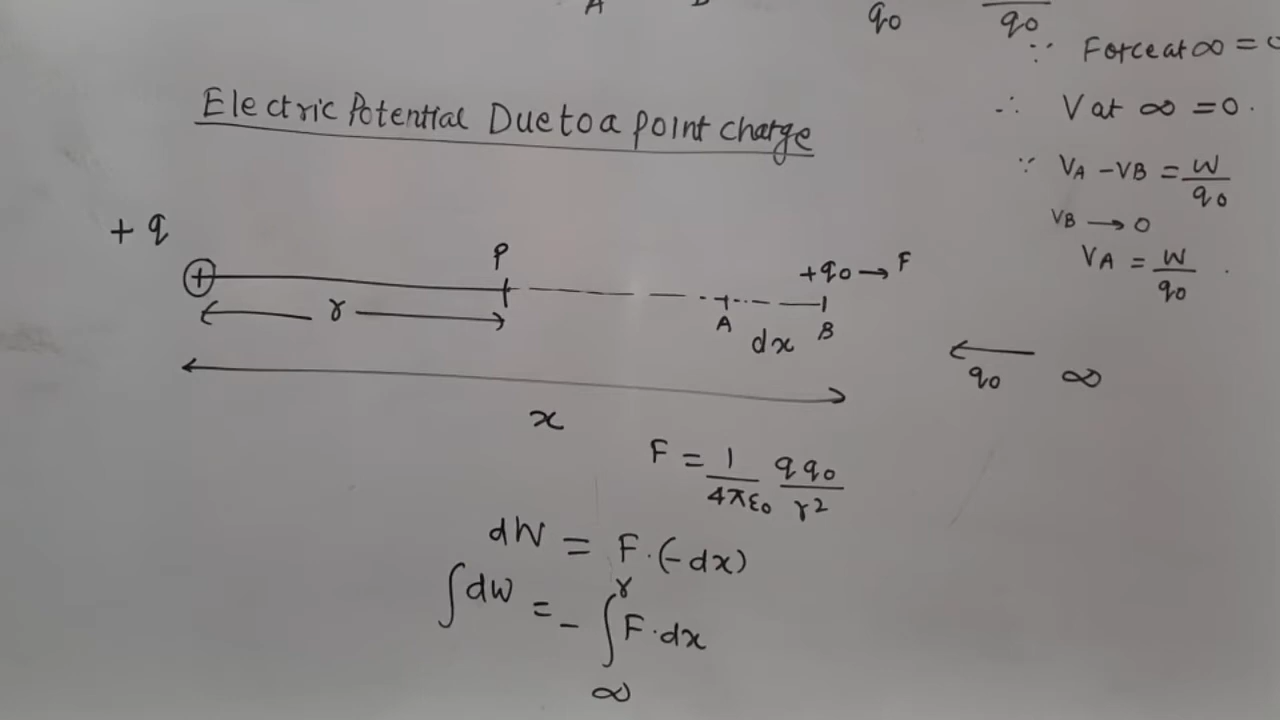 A B
q₀ q₀
∵ Force at ∞ = 0
Electric Potential Due to a point charge
∴ V at ∞ = 0.
∵ VA - VB = W/q₀
VB → 0
VA = W/q₀ .
+ q
+
P
+q₀ → F
r
A
B
dx
← q₀ ∞
x
F = 1/4πε₀ qq₀/r²
dW = F.(-dx)
∫dW = - ∫_∞^r F.dx